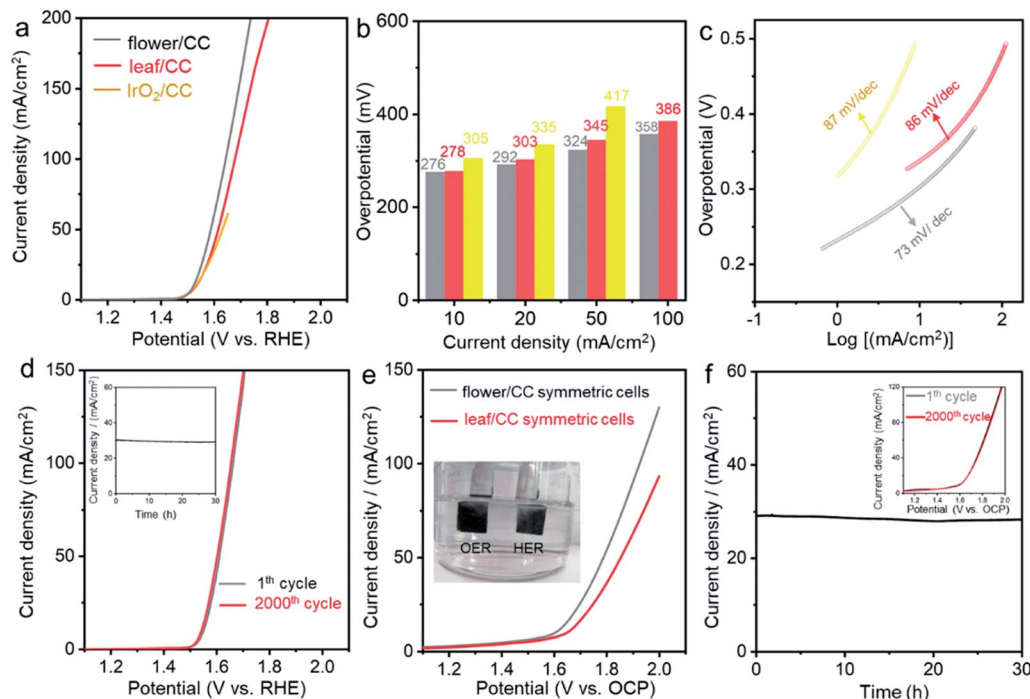 a
200
150
100
50
0
Current density (mA/cm²)
flower/CC
leaf/CC
IrO₂/CC
1.2 1.4 1.6 1.8 2.0
Potential (V vs. RHE)
b
600
400
200
0
Overpotential (mV)
276 278 305
292 303 335
324 345 417
358 386
10 20 50 100
Current density (mA/cm²)
c
0.5
0.4
0.3
0.2
Overpotential (V)
87 mV/dec
86 mV/dec
73 mV/ dec
-1 0 1 2
Log [(mA/cm²)]
d
150
100
50
0
Current density (mA/cm²)
60
40
20
0
Current density / (mA/cm²)
0 10 20 30
Time (h)
1ᵗʰ cycle
2000ᵗʰ cycle
1.2 1.4 1.6 1.8 2.0
Potential (V vs. RHE)
e
150
100
50
0
Current density / (mA/cm²)
flower/CC symmetric cells
leaf/CC symmetric cells
OER HER
1.2 1.4 1.6 1.8 2.0
Potential (V vs. OCP)
f
60
40
20
0
Current density / (mA/cm²)
120
80
40
0
Current density / (mA/cm²)
1ᵗʰ cycle
2000ᵗʰ cycle
1.2 1.4 1.6 1.8 2.0
Potential (V vs. OCP)
0 10 20 30
Time (h)